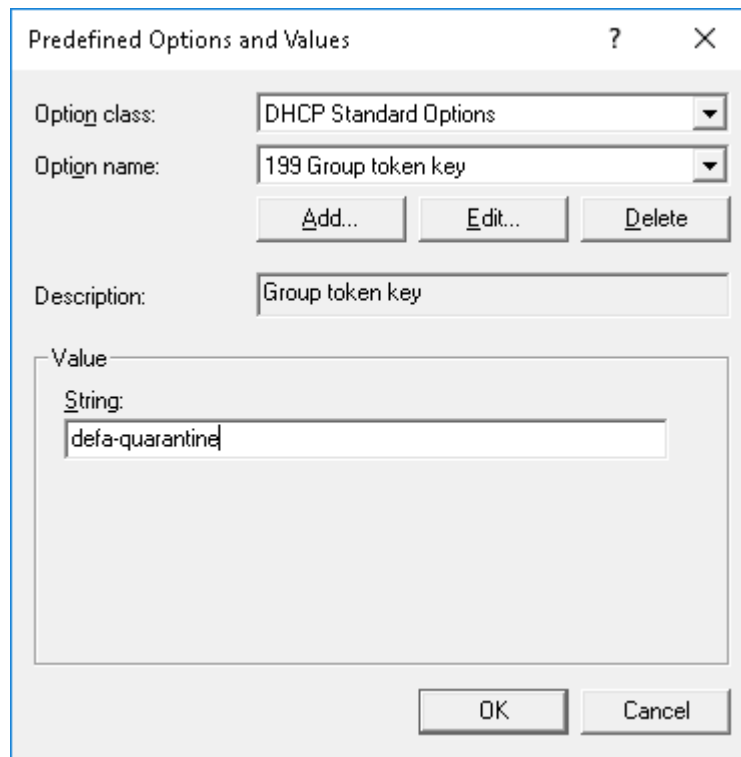 Predefined Options and Values ?
Option class: DHCP Standard Options
Option name: 199 Group token key
Add... Edit... Delete
Description: Group token key
Value
String:
defa-quarantine
OK Cancel